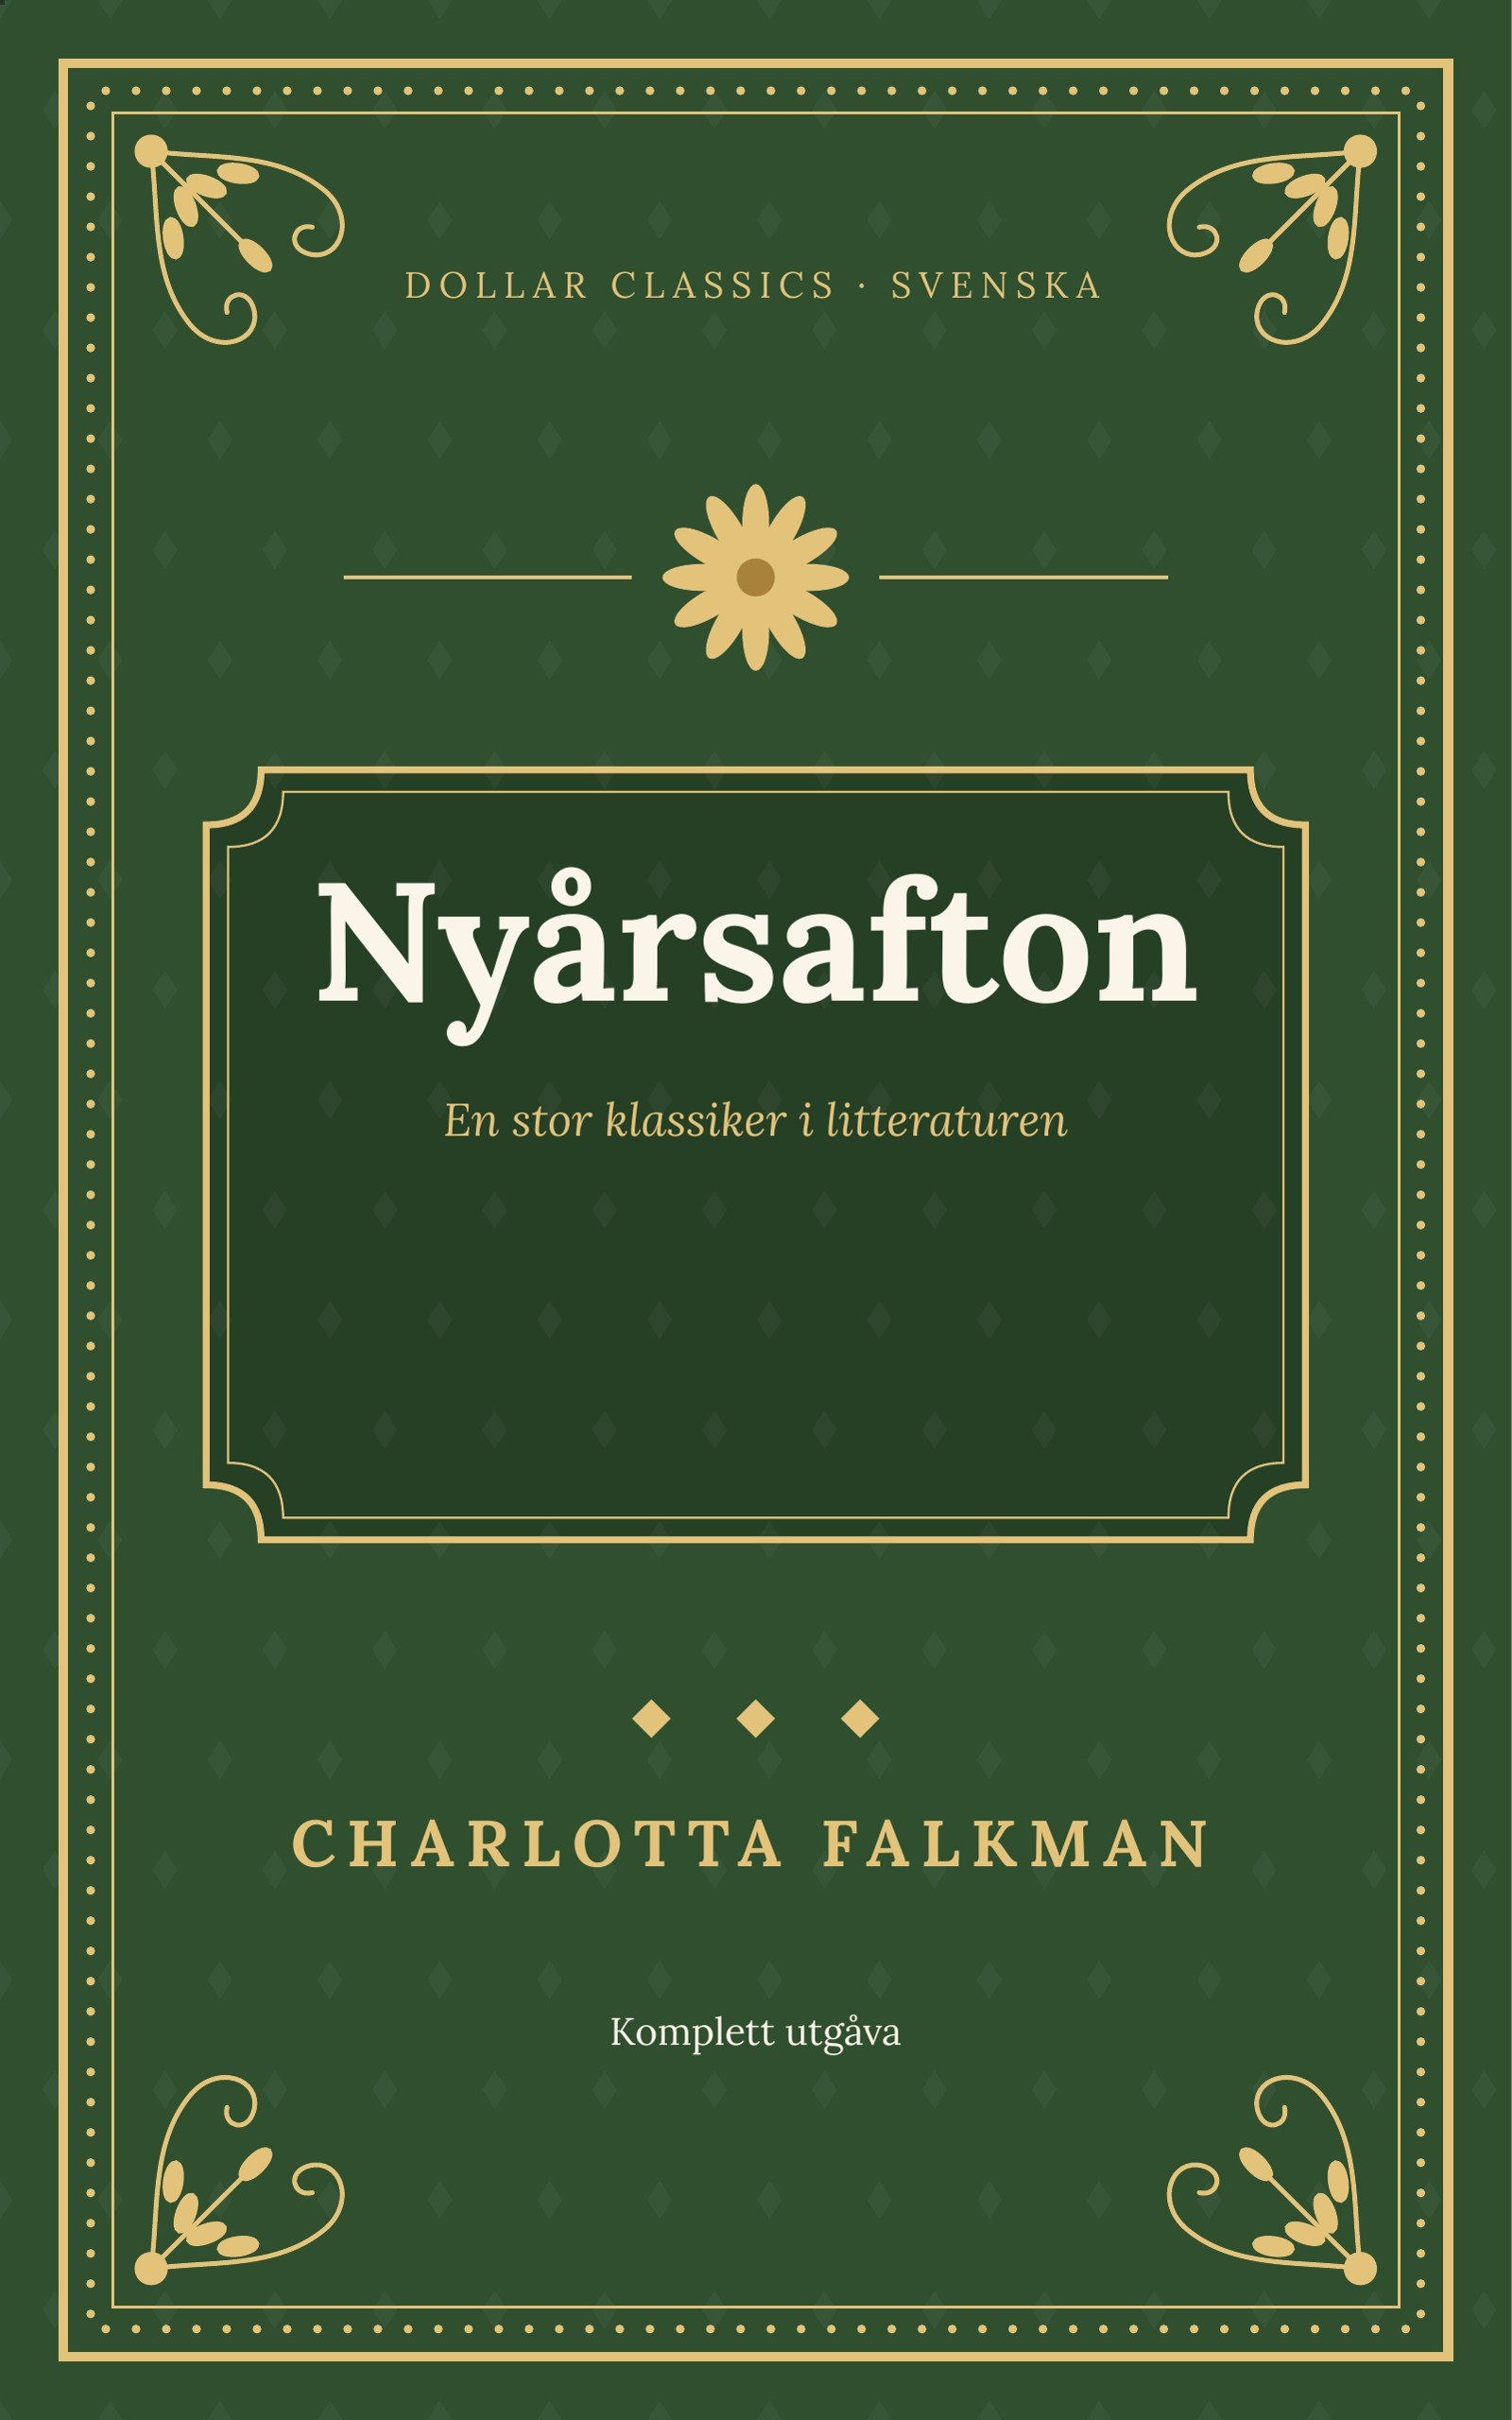 DOLLAR CLASSICS · SVENSKA
Nyårsafton
En stor klassiker i litteraturen
CHARLOTTA FALKMAN
Komplett utgåva